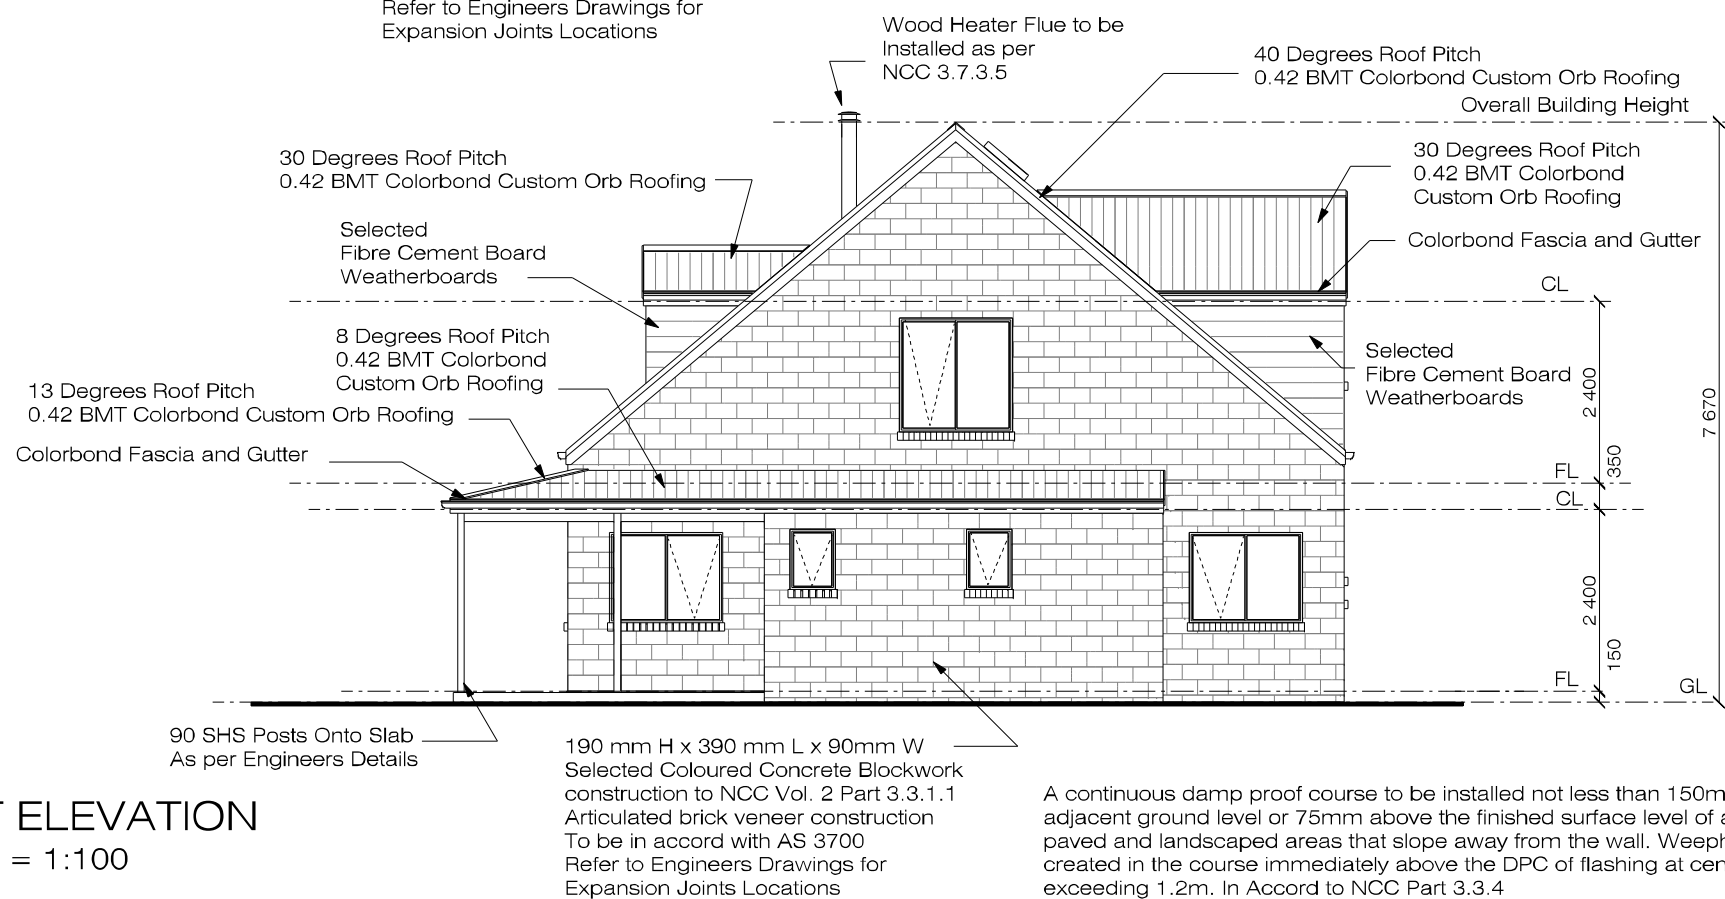 Refer to Engineers Drawings for
Expansion Joints Locations
Wood Heater Flue to be
Installed as per
NCC 3.7.3.5
40 Degrees Roof Pitch
0.42 BMT Colorbond Custom Orb Roofing
Overall Building Height
30 Degrees Roof Pitch
0.42 BMT Colorbond Custom Orb Roofing
30 Degrees Roof Pitch
0.42 BMT Colorbond
Custom Orb Roofing
Selected
Fibre Cement Board
Weatherboards
Colorbond Fascia and Gutter
CL
8 Degrees Roof Pitch
0.42 BMT Colorbond
Custom Orb Roofing
Selected
Fibre Cement Board
Weatherboards
13 Degrees Roof Pitch
0.42 BMT Colorbond Custom Orb Roofing
Colorbond Fascia and Gutter
2 400
7 670
350
FL
CL
2 400
150
FL
GL
90 SHS Posts Onto Slab
As per Engineers Details
190 mm H x 390 mm L x 90mm W
Selected Coloured Concrete Blockwork
construction to NCC Vol. 2 Part 3.3.1.1
Articulated brick veneer construction
To be in accord with AS 3700
Refer to Engineers Drawings for
Expansion Joints Locations
A continuous damp proof course to be installed not less than 150m
adjacent ground level or 75mm above the finished surface level of a
paved and landscaped areas that slope away from the wall. Weeph
created in the course immediately above the DPC of flashing at cen
exceeding 1.2m. In Accord to NCC Part 3.3.4
ELEVATION
= 1:100